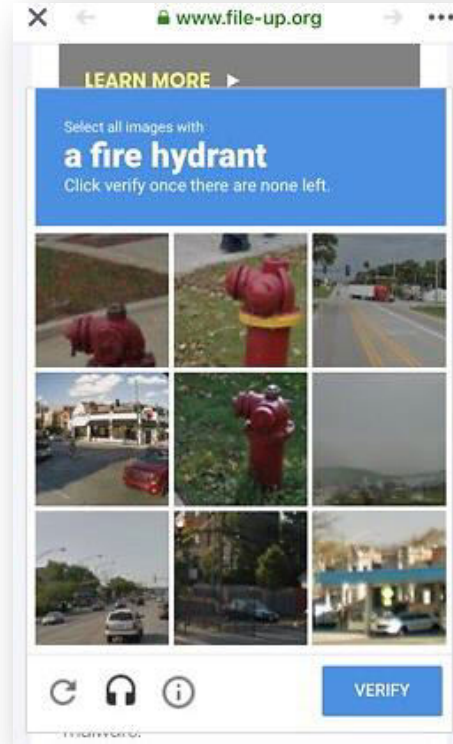 www.file-up.org
LEARN MORE
Select all images with
a fire hydrant
Click verify once there are none left.
VERIFY
malware.